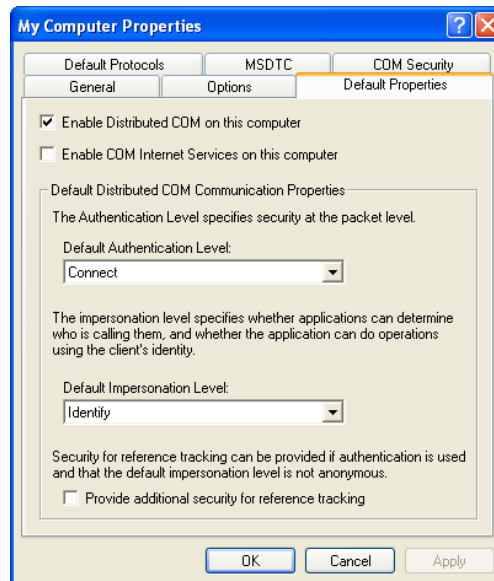 My Computer Properties
Default Protocols MSDTC COM Security
General Options Default Properties
Enable Distributed COM on this computer
Enable COM Internet Services on this computer
Default Distributed COM Communication Properties
The Authentication Level specifies security at the packet level.
Default Authentication Level:
Connect
The impersonation level specifies whether applications can determine
who is calling them, and whether the application can do operations
using the client's identity.
Default Impersonation Level:
Identify
Security for reference tracking can be provided if authentication is used
and that the default impersonation level is not anonymous.
Provide additional security for reference tracking
OK Cancel Apply